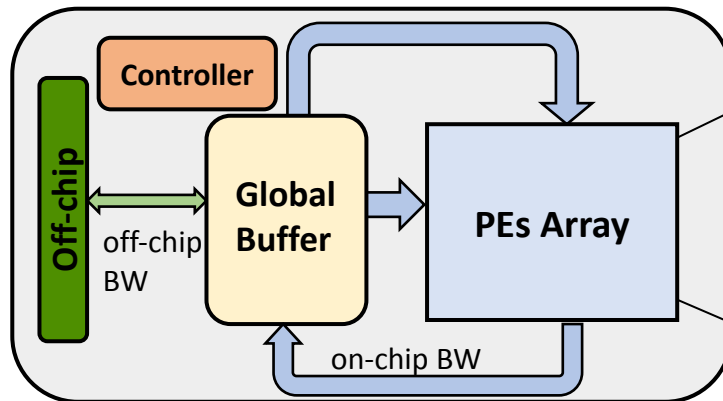 Controller
Off-chip
off-chip
BW
Global
Buffer
PEs Array
on-chip BW